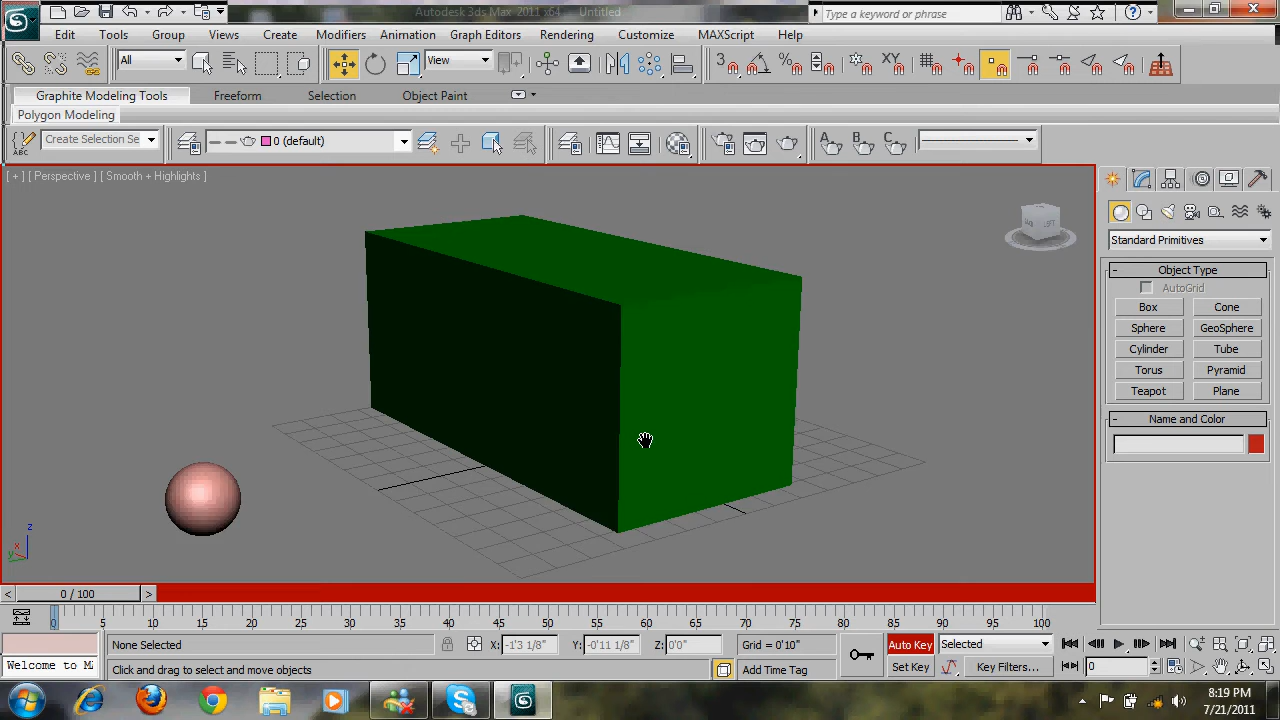 Autodesk 3ds Max 2011 x64 Untitled
Type a keyword or phrase
Edit Tools Group Views Create Modifiers Animation Graph Editors Rendering Customize MAXScript Help
All View 3 % XY
Graphite Modeling Tools Freeform Selection Object Paint
Polygon Modeling
ABC Create Selection Se 0 (default) A B C
[ + ] [ Perspective ] [ Smooth + Highlights ]
LEFT
Standard Primitives
- Object Type
AutoGrid
Box Cone
Sphere GeoSphere
Cylinder Tube
Torus Pyramid
Teapot Plane
- Name and Color
z
x
y
< 0 / 100 >
0 5 10 15 20 25 30 35 40 45 50 55 60 65 70 75 80 85 90 95 100
None Selected X: -1'3 1/8" Y: -0'11 1/8" Z: 0'0" Grid = 0'10" Auto Key Selected
Welcome to M Click and drag to select and move objects Add Time Tag Set Key Key Filters... 0
8:19 PM
7/21/2011